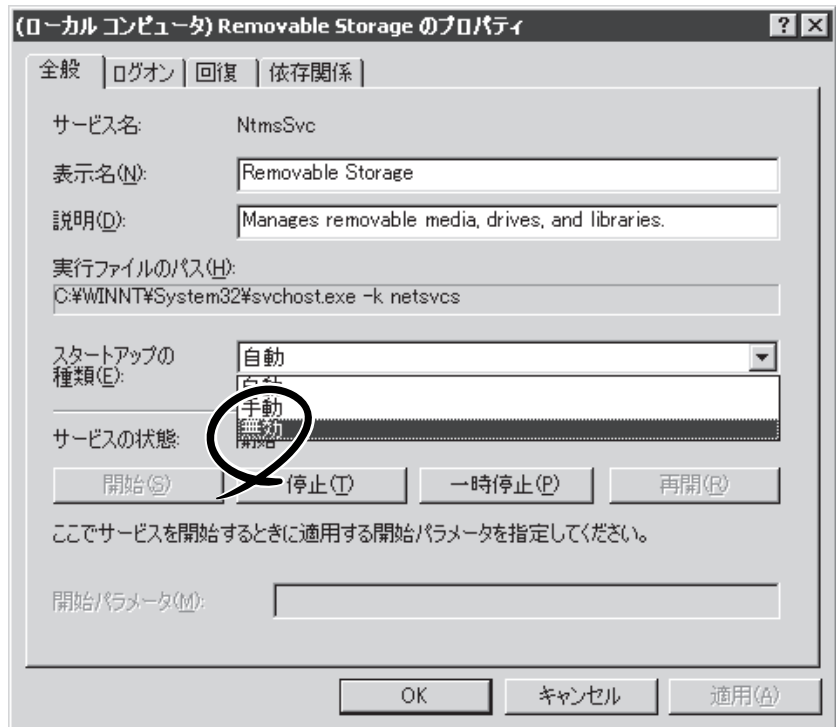 (ローカル コンピュータ) Removable Storage のプロパティ
全般 ログオン 回復 依存関係
サービス名: NtmsSvc
表示名(N): Removable Storage
説明(D): Manages removable media, drives, and libraries.
実行ファイルのパス(H):
C:¥WINNT¥System32¥svchost.exe -k netsvcs
スタートアップの
種類(E): 自動
自動
手動
無効
サービスの状態: 開始
開始(S) 停止(T) 一時停止(P) 再開(R)
ここでサービスを開始するときに適用する開始パラメータを指定してください。
開始パラメータ(M):
OK キャンセル 適用(A)